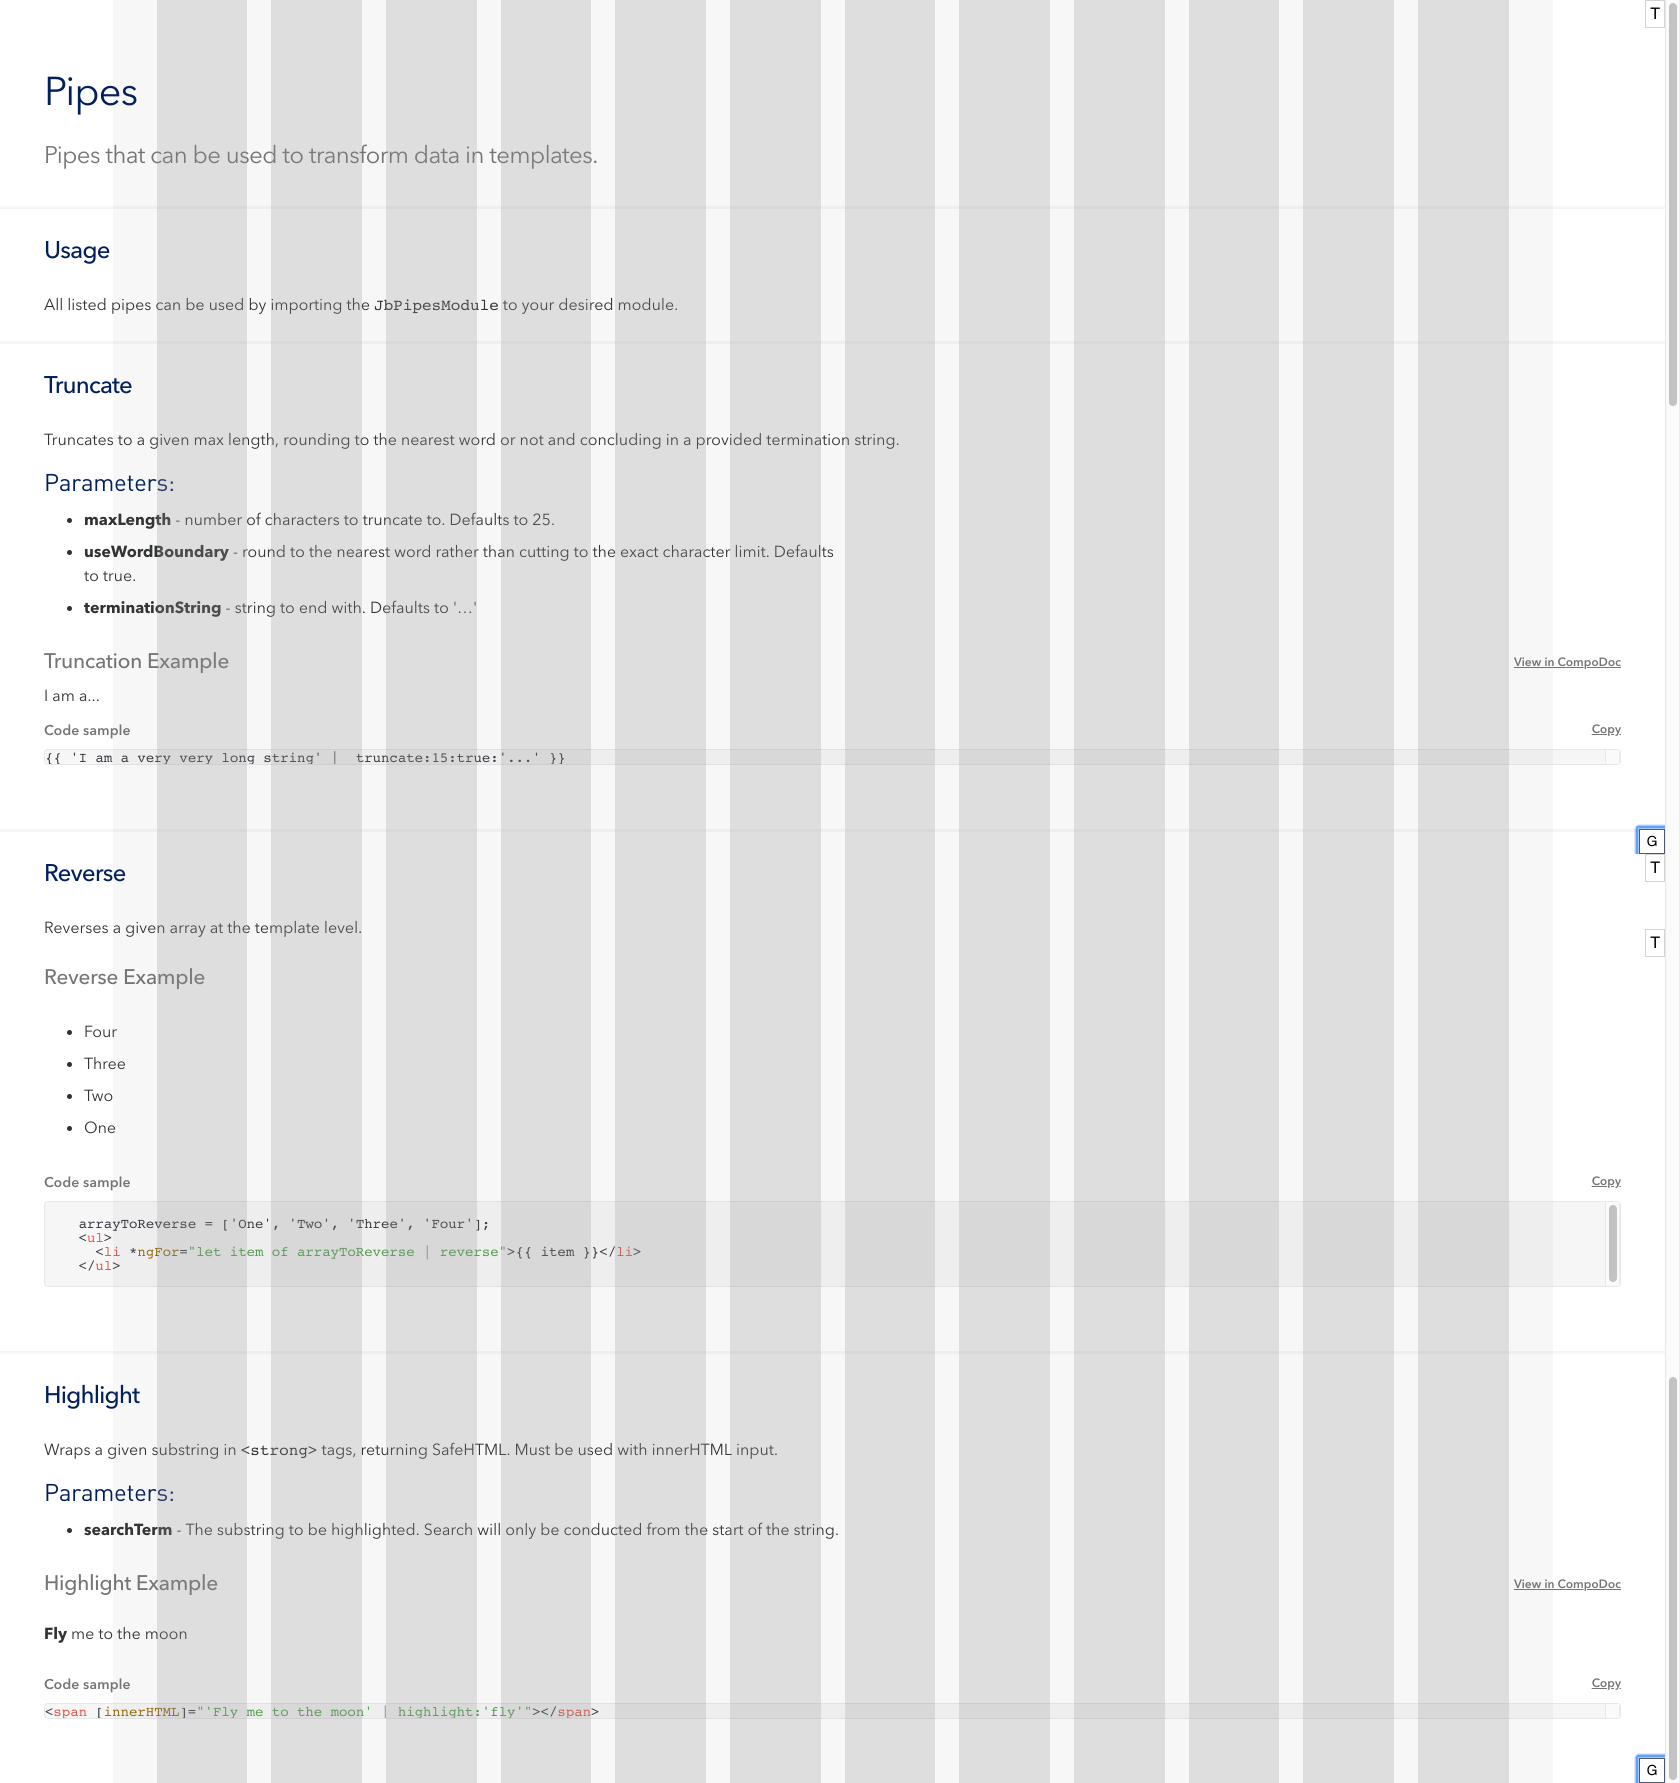 T
Pipes
Pipes that can be used to transform data in templates.
Usage
All listed pipes can be used by importing the JbPipesModule to your desired module.
Truncate
Truncates to a given max length, rounding to the nearest word or not and concluding in a provided termination string.
Parameters:
• maxLength - number of characters to truncate to. Defaults to 25.
• useWordBoundary - round to the nearest word rather than cutting to the exact character limit. Defaults
to true.
• terminationString - string to end with. Defaults to '…'
Truncation Example
View in CompoDoc
I am a...
Code sample
Copy
{{ 'I am a very very long string' |  truncate:15:true:'...' }}
G
T
Reverse
Reverses a given array at the template level.
T
Reverse Example
• Four
• Three
• Two
• One
Code sample
Copy
arrayToReverse = ['One', 'Two', 'Three', 'Four'];
<ul>
  <li *ngFor="let item of arrayToReverse | reverse">{{ item }}</li>
</ul>
Highlight
Wraps a given substring in <strong> tags, returning SafeHTML. Must be used with innerHTML input.
Parameters:
• searchTerm - The substring to be highlighted. Search will only be conducted from the start of the string.
Highlight Example
View in CompoDoc
Fly me to the moon
Code sample
Copy
<span [innerHTML]="'Fly me to the moon' | highlight:'fly'"></span>
G